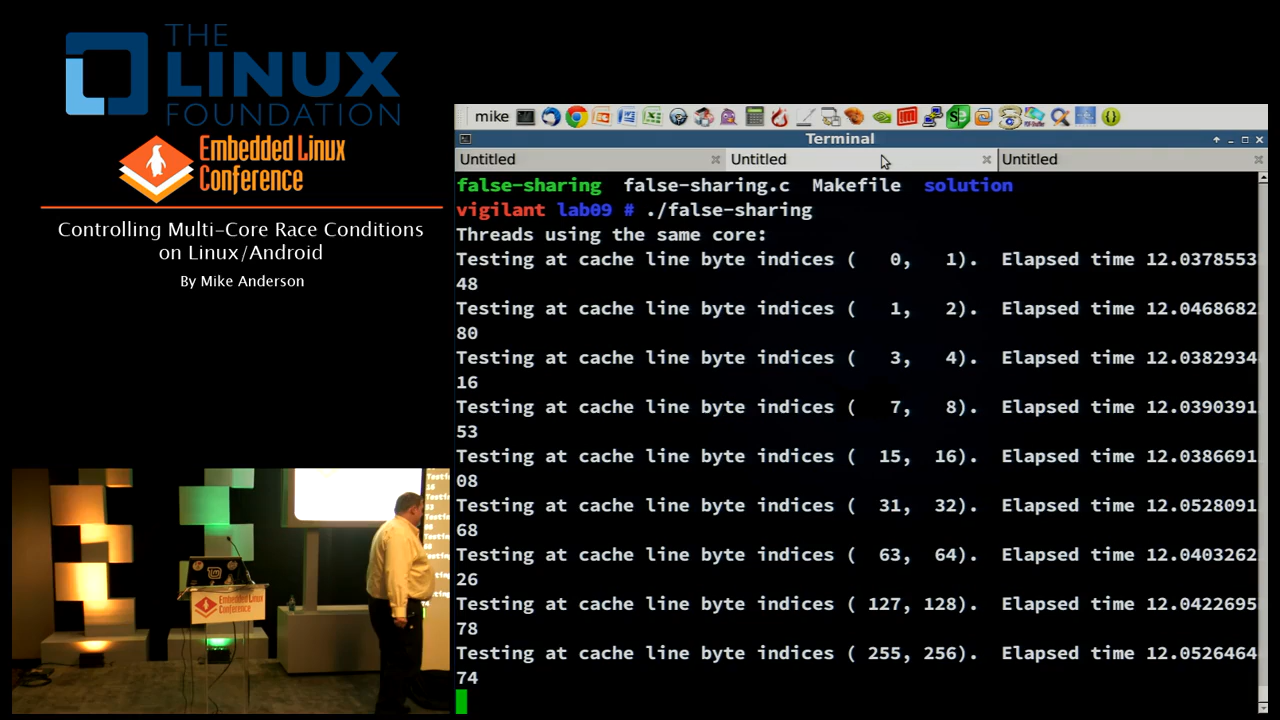 THE
LINUX
FOUNDATION
Embedded Linux
Conference
Controlling Multi-Core Race Conditions
on Linux/Android
By Mike Anderson
mike
Terminal
Untitled
Untitled
Untitled
false-sharing false-sharing.c Makefile solution
vigilant lab09 # ./false-sharing
Threads using the same core:
Testing at cache line byte indices (   0,   1).  Elapsed time 12.0378553
48
Testing at cache line byte indices (   1,   2).  Elapsed time 12.0468682
80
Testing at cache line byte indices (   3,   4).  Elapsed time 12.0382934
16
Testing at cache line byte indices (   7,   8).  Elapsed time 12.0390391
53
Testing at cache line byte indices (  15,  16).  Elapsed time 12.0386691
08
Testing at cache line byte indices (  31,  32).  Elapsed time 12.0528091
68
Testing at cache line byte indices (  63,  64).  Elapsed time 12.0403262
26
Testing at cache line byte indices ( 127, 128).  Elapsed time 12.0422695
78
Testing at cache line byte indices ( 255, 256).  Elapsed time 12.0526464
74
Embedded Linux
Conference